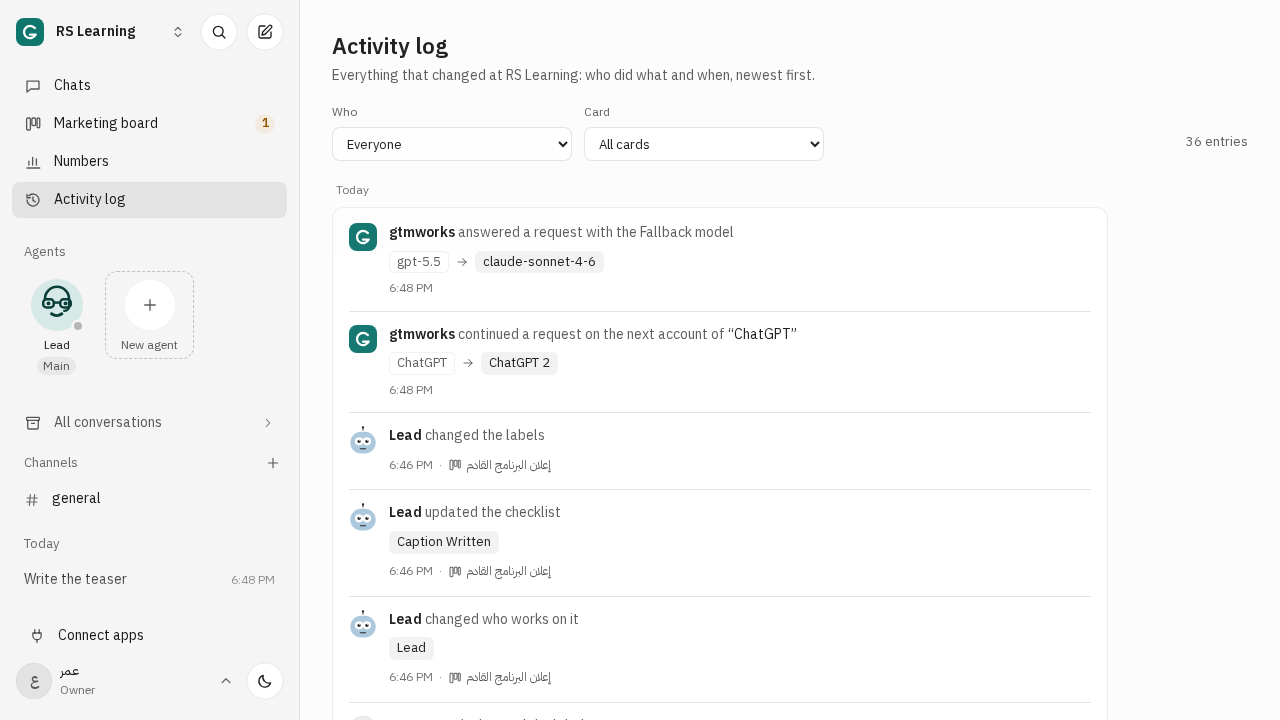 RS Learning
Chats
Marketing board 1
Numbers
Activity log
Agents
Lead
Main
New agent
All conversations
Channels
general
Today
Write the teaser 6:48 PM
Connect apps
ع
عمر
Owner
Activity log
Everything that changed at RS Learning: who did what and when, newest first.
Who
Everyone
Card
All cards
36 entries
Today
gtmworks answered a request with the Fallback model
gpt-5.5 → claude-sonnet-4-6
6:48 PM
gtmworks continued a request on the next account of “ChatGPT”
ChatGPT → ChatGPT 2
6:48 PM
Lead changed the labels
6:46 PM · إعلان البرنامج القادم
Lead updated the checklist
Caption Written
6:46 PM · إعلان البرنامج القادم
Lead changed who works on it
Lead
6:46 PM · إعلان البرنامج القادم